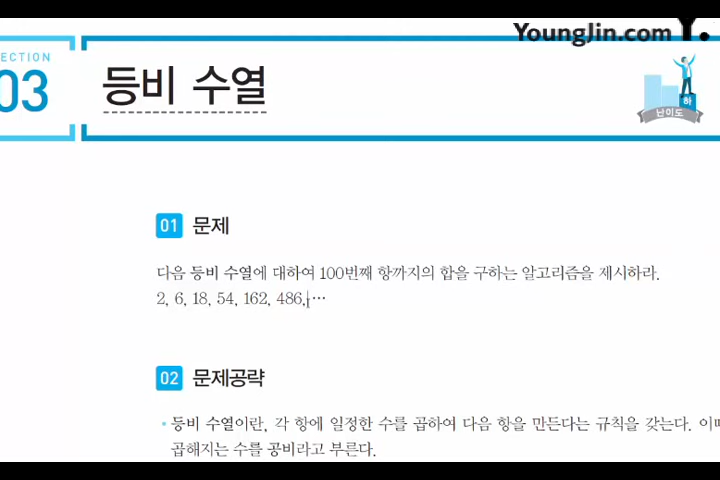 YoungJin.com Y.
ECTION
03
등비 수열
하
난이도
01 문제
다음 등비 수열에 대하여 100번째 항까지의 합을 구하는 알고리즘을 제시하라.
2, 6, 18, 54, 162, 486, …
02 문제공략
• 등비 수열이란, 각 항에 일정한 수를 곱하여 다음 항을 만든다는 규칙을 갖는다. 이
곱해지는 수를 공비라고 부른다.